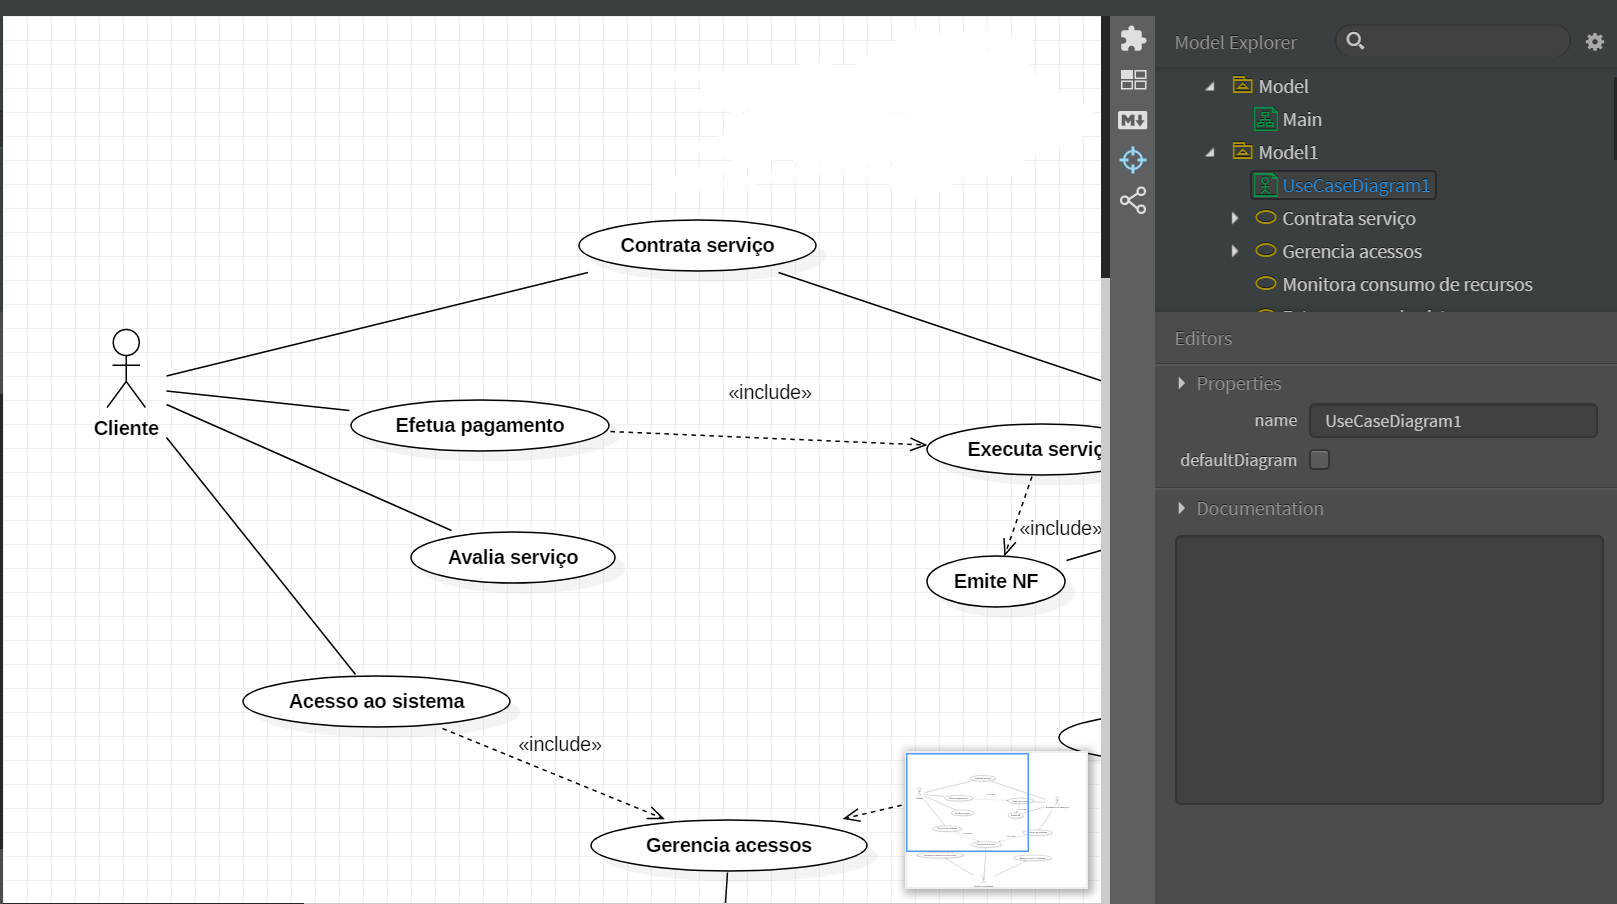 Contrata serviço
Cliente
«include»
Efetua pagamento
Executa serviç
«include»
Avalia serviço
Emite NF
Acesso ao sistema
«include»
Gerencia acessos
M
Model Explorer
Model
Main
Model1
UseCaseDiagram1
Contrata serviço
Gerencia acessos
Monitora consumo de recursos
Editors
Properties
name UseCaseDiagram1
defaultDiagram
Documentation